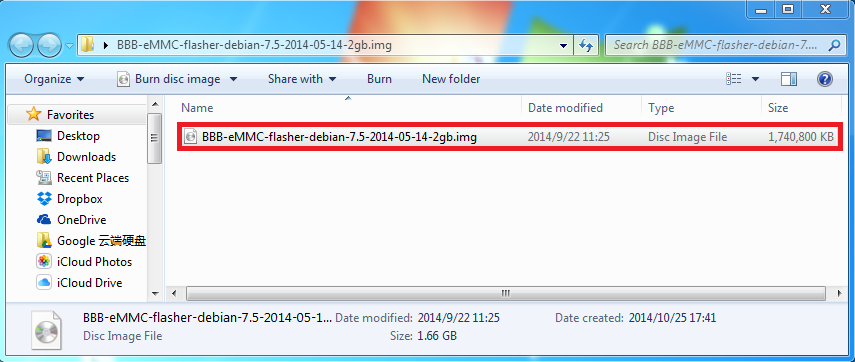 BBB-eMMC-flasher-debian-7.5-2014-05-14-2gb.img
Search BBB-eMMC-flasher-debian-7....
Organize Burn disc image Share with Burn New folder
Name Date modified Type Size
BBB-eMMC-flasher-debian-7.5-2014-05-14-2gb.img 2014/9/22 11:25 Disc Image File 1,740,800 KB
Favorites
Desktop
Downloads
Recent Places
Dropbox
OneDrive
Google 云端硬盘
iCloud Photos
iCloud Drive
BBB-eMMC-flasher-debian-7.5-2014-05-1... Date modified: 2014/9/22 11:25 Date created: 2014/10/25 17:41
Disc Image File Size: 1.66 GB